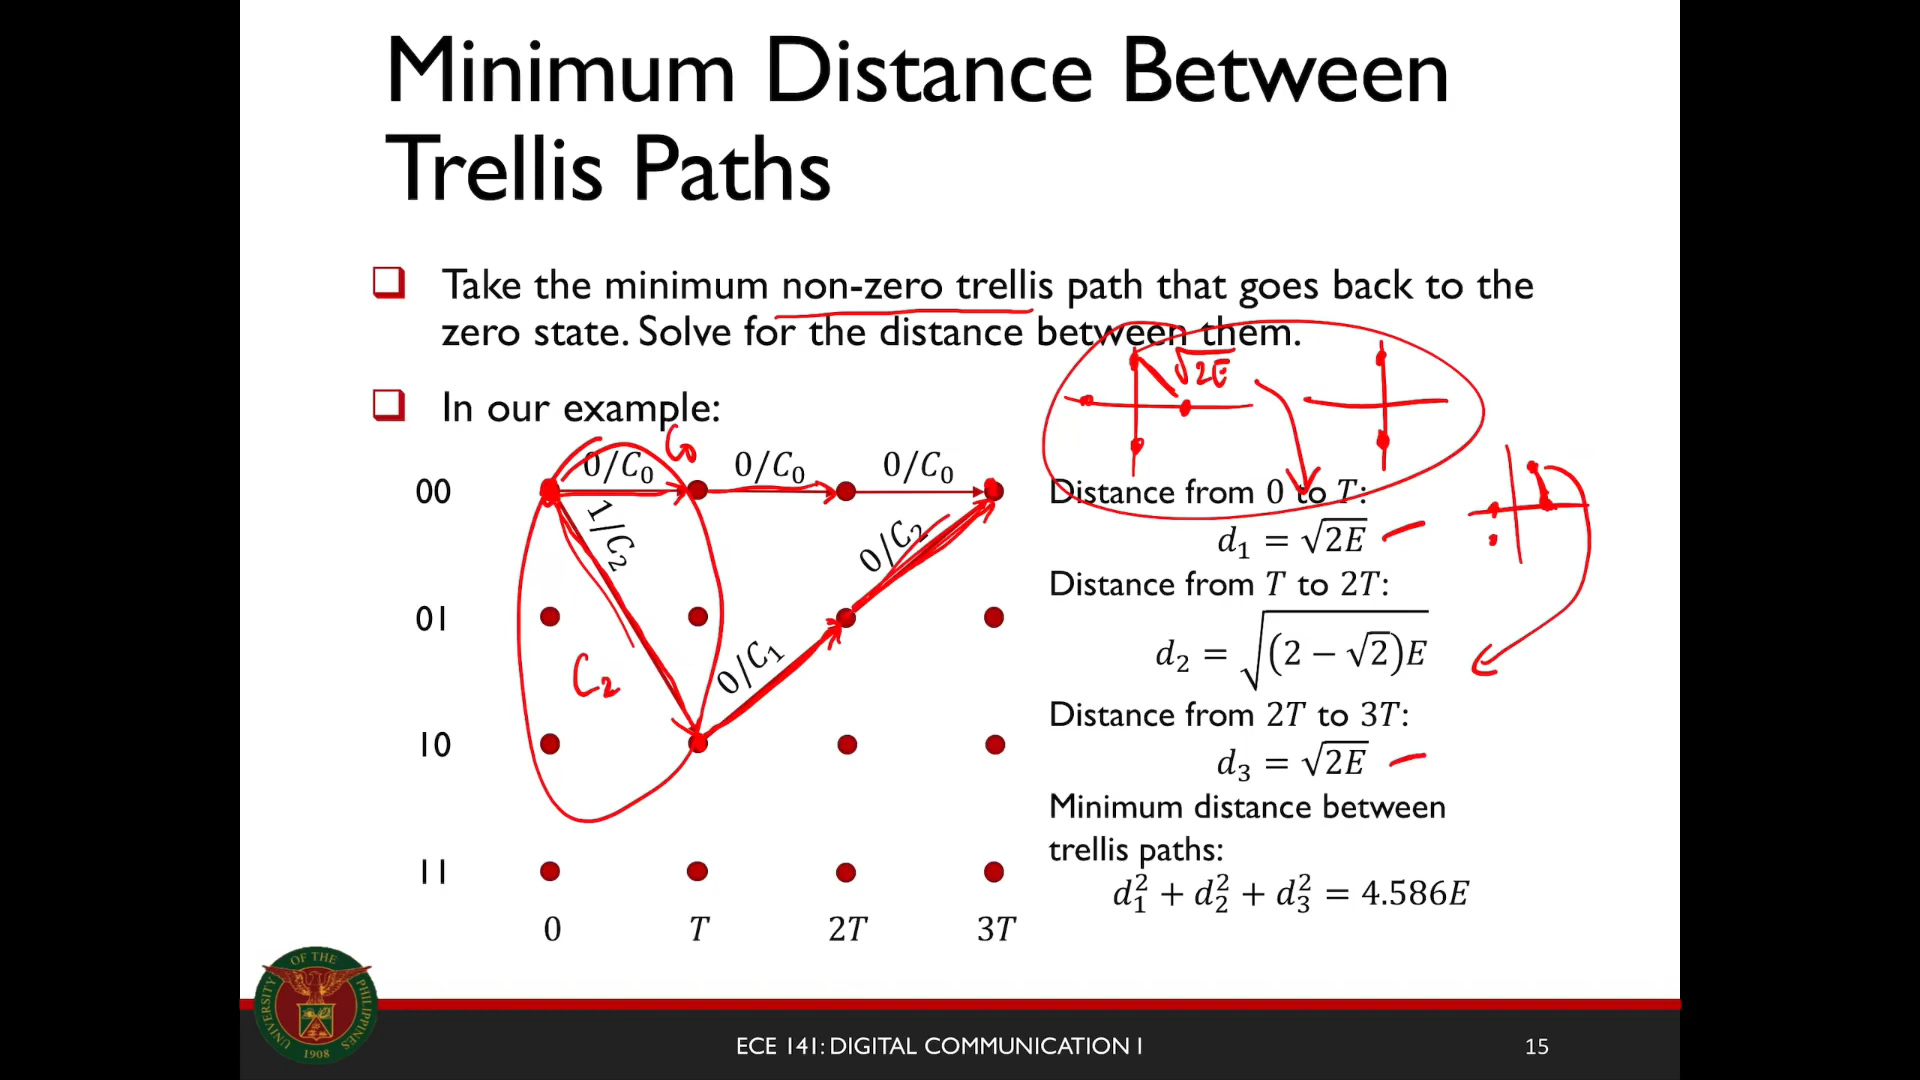 Minimum Distance Between
Trellis Paths
Take the minimum non-zero trellis path that goes back to the
zero state. Solve for the distance between them.
In our example:
√2E
C₀
00
0/C₀
0/C₀
0/C₀
1/C₂
0/C₂
01
C₂
0/C₁
10
11
0
T
2T
3T
Distance from 0 to T:
d₁ = √2E
Distance from T to 2T:
d₂ = √(2 − √2)E
Distance from 2T to 3T:
d₃ = √2E
Minimum distance between
trellis paths:
d₁² + d₂² + d₃² = 4.586E
UNIVERSITY OF THE PHILIPPINES
1908
ECE 141: DIGITAL COMMUNICATION I
15